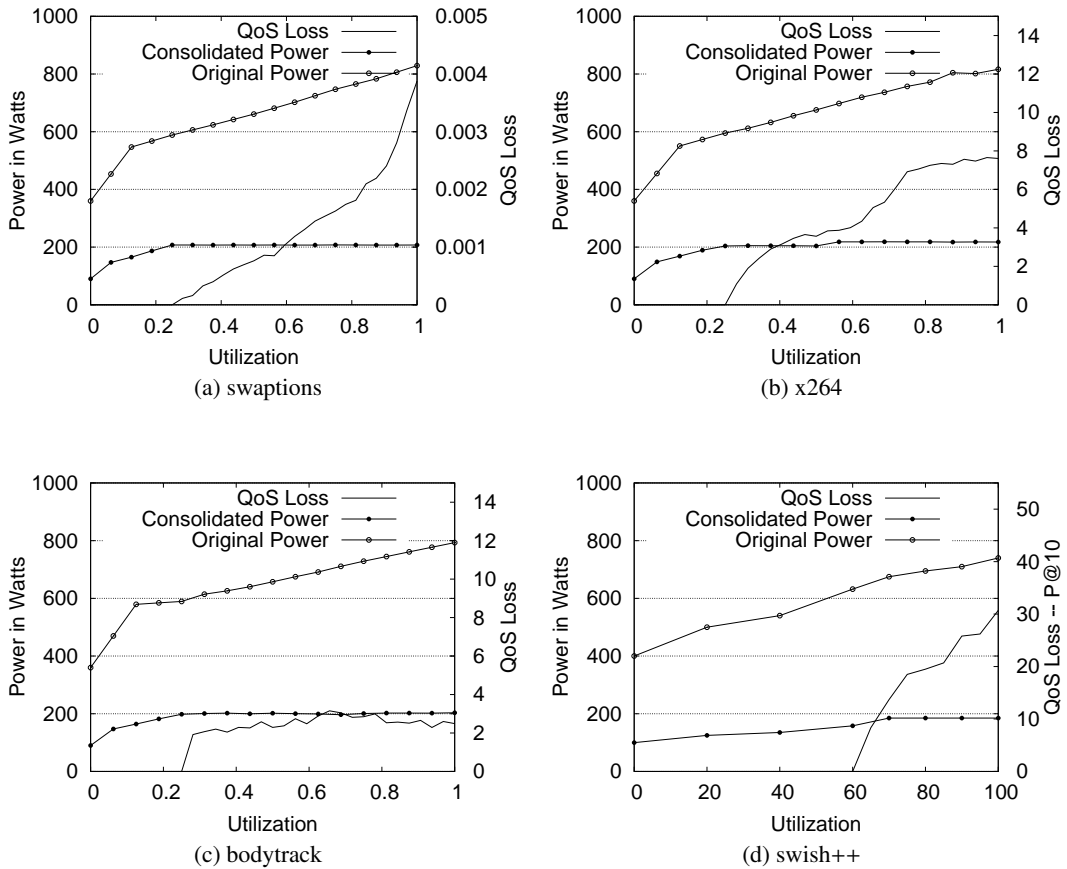 1000
800
600
400
200
0
Power in Watts
0.005
0.004
0.003
0.002
0.001
0
QoS Loss
QoS Loss
Consolidated Power
Original Power
0 0.2 0.4 0.6 0.8 1
Utilization
(a) swaptions
1000
800
600
400
200
0
Power in Watts
14
12
10
8
6
4
2
0
QoS Loss
QoS Loss
Consolidated Power
Original Power
0 0.2 0.4 0.6 0.8 1
Utilization
(b) x264
1000
800
600
400
200
0
Power in Watts
14
12
10
8
6
4
2
0
QoS Loss
QoS Loss
Consolidated Power
Original Power
0 0.2 0.4 0.6 0.8 1
Utilization
(c) bodytrack
1000
800
600
400
200
0
Power in Watts
50
40
30
20
10
0
QoS Loss -- P@10
QoS Loss
Consolidated Power
Original Power
0 20 40 60 80 100
Utilization
(d) swish++